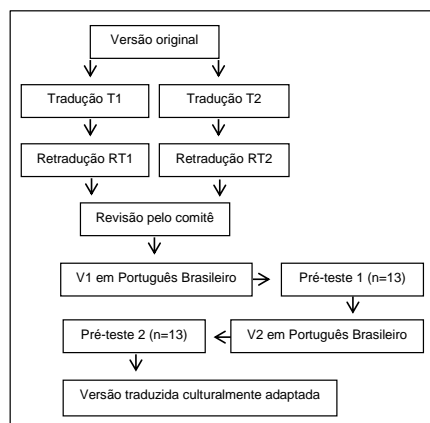 Versão original
Tradução T1
Tradução T2
Retradução RT1
Retradução RT2
Revisão pelo comitê
V1 em Português Brasileiro
Pré-teste 1 (n=13)
Pré-teste 2 (n=13)
V2 em Português Brasileiro
Versão traduzida culturalmente adaptada